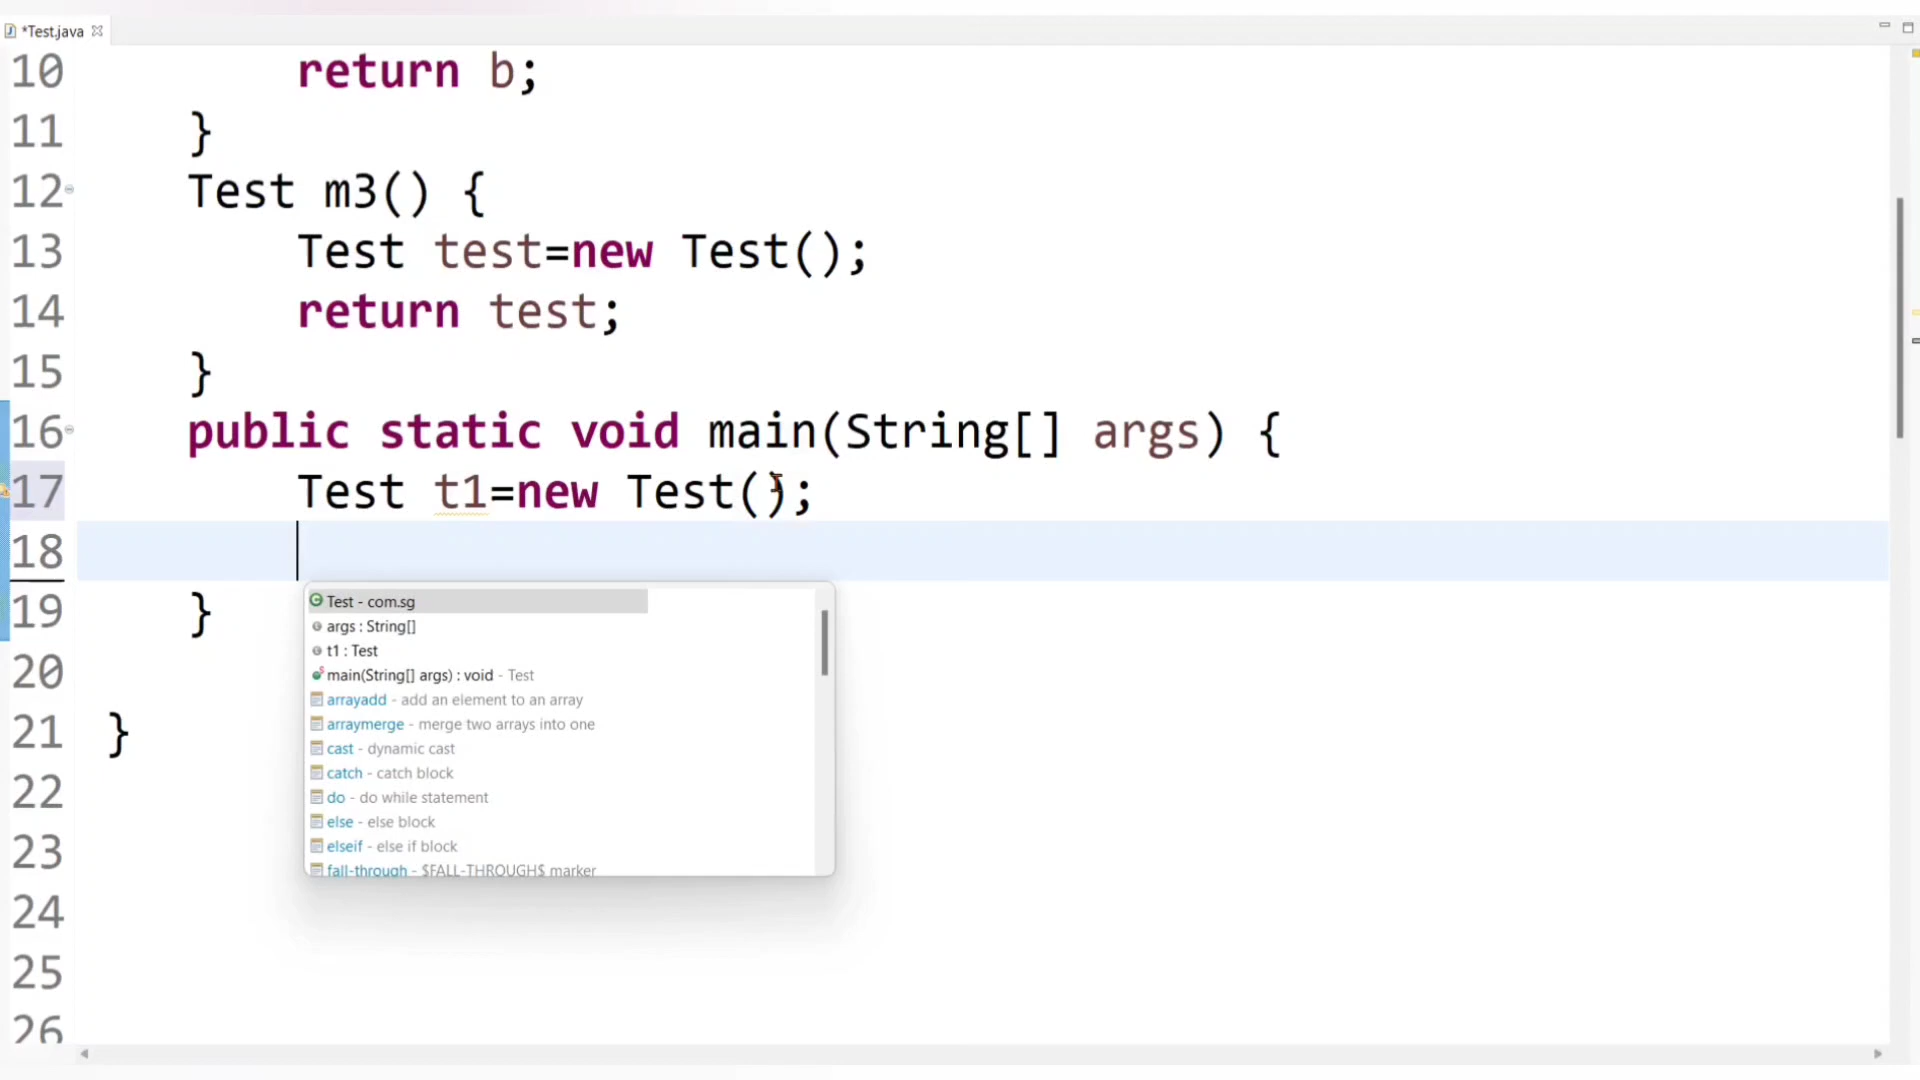 *Test.java
10 return b;
11 }
12 Test m3() {
13 Test test=new Test();
14 return test;
15 }
16 public static void main(String[] args) {
17 Test t1=new Test();
18
19 }
20
21 }
22
23
24
25
26
Test - com.sg
args : String[]
t1 : Test
main(String[] args) : void - Test
arrayadd - add an element to an array
arraymerge - merge two arrays into one
cast - dynamic cast
catch - catch block
do - do while statement
else - else block
elseif - else if block
fall-through - $FALL-THROUGH$ marker